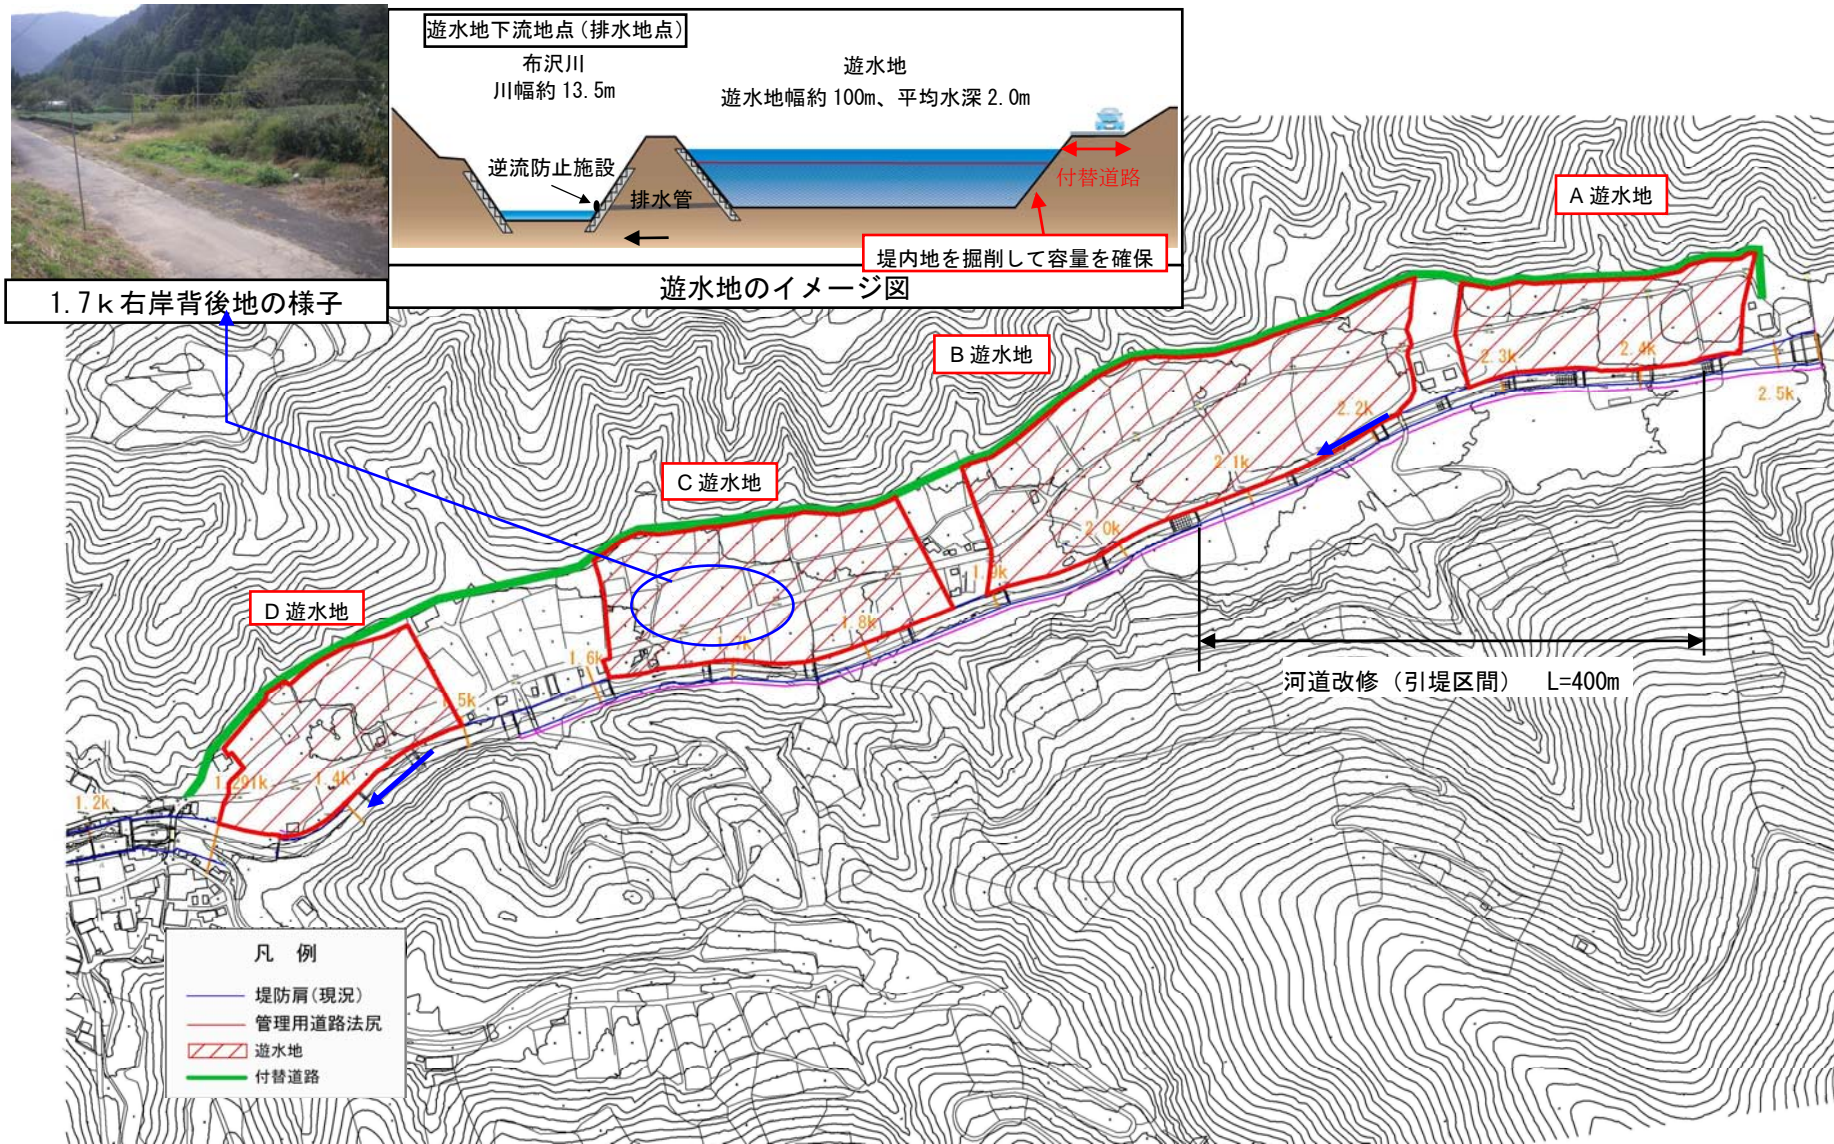 遊水地下流地点(排水地点)
布沢川
川幅約 13.5m
遊水地
遊水地幅約 100m、平均水深 2.0m
逆流防止施設
排水管
付替道路
堤内地を掘削して容量を確保
遊水地のイメージ図
1.7k右岸背後地の様子
A 遊水地
B 遊水地
C 遊水地
D 遊水地
2.5k
2.4k
2.3k
2.2k
2.1k
2.0k
1.9k
1.8k
1.7k
1.6k
1.5k
1.4k
1.291k
1.2k
河道改修（引堤区間） L=400m
凡 例
堤防肩(現況)
管理用道路法尻
遊水地
付替道路